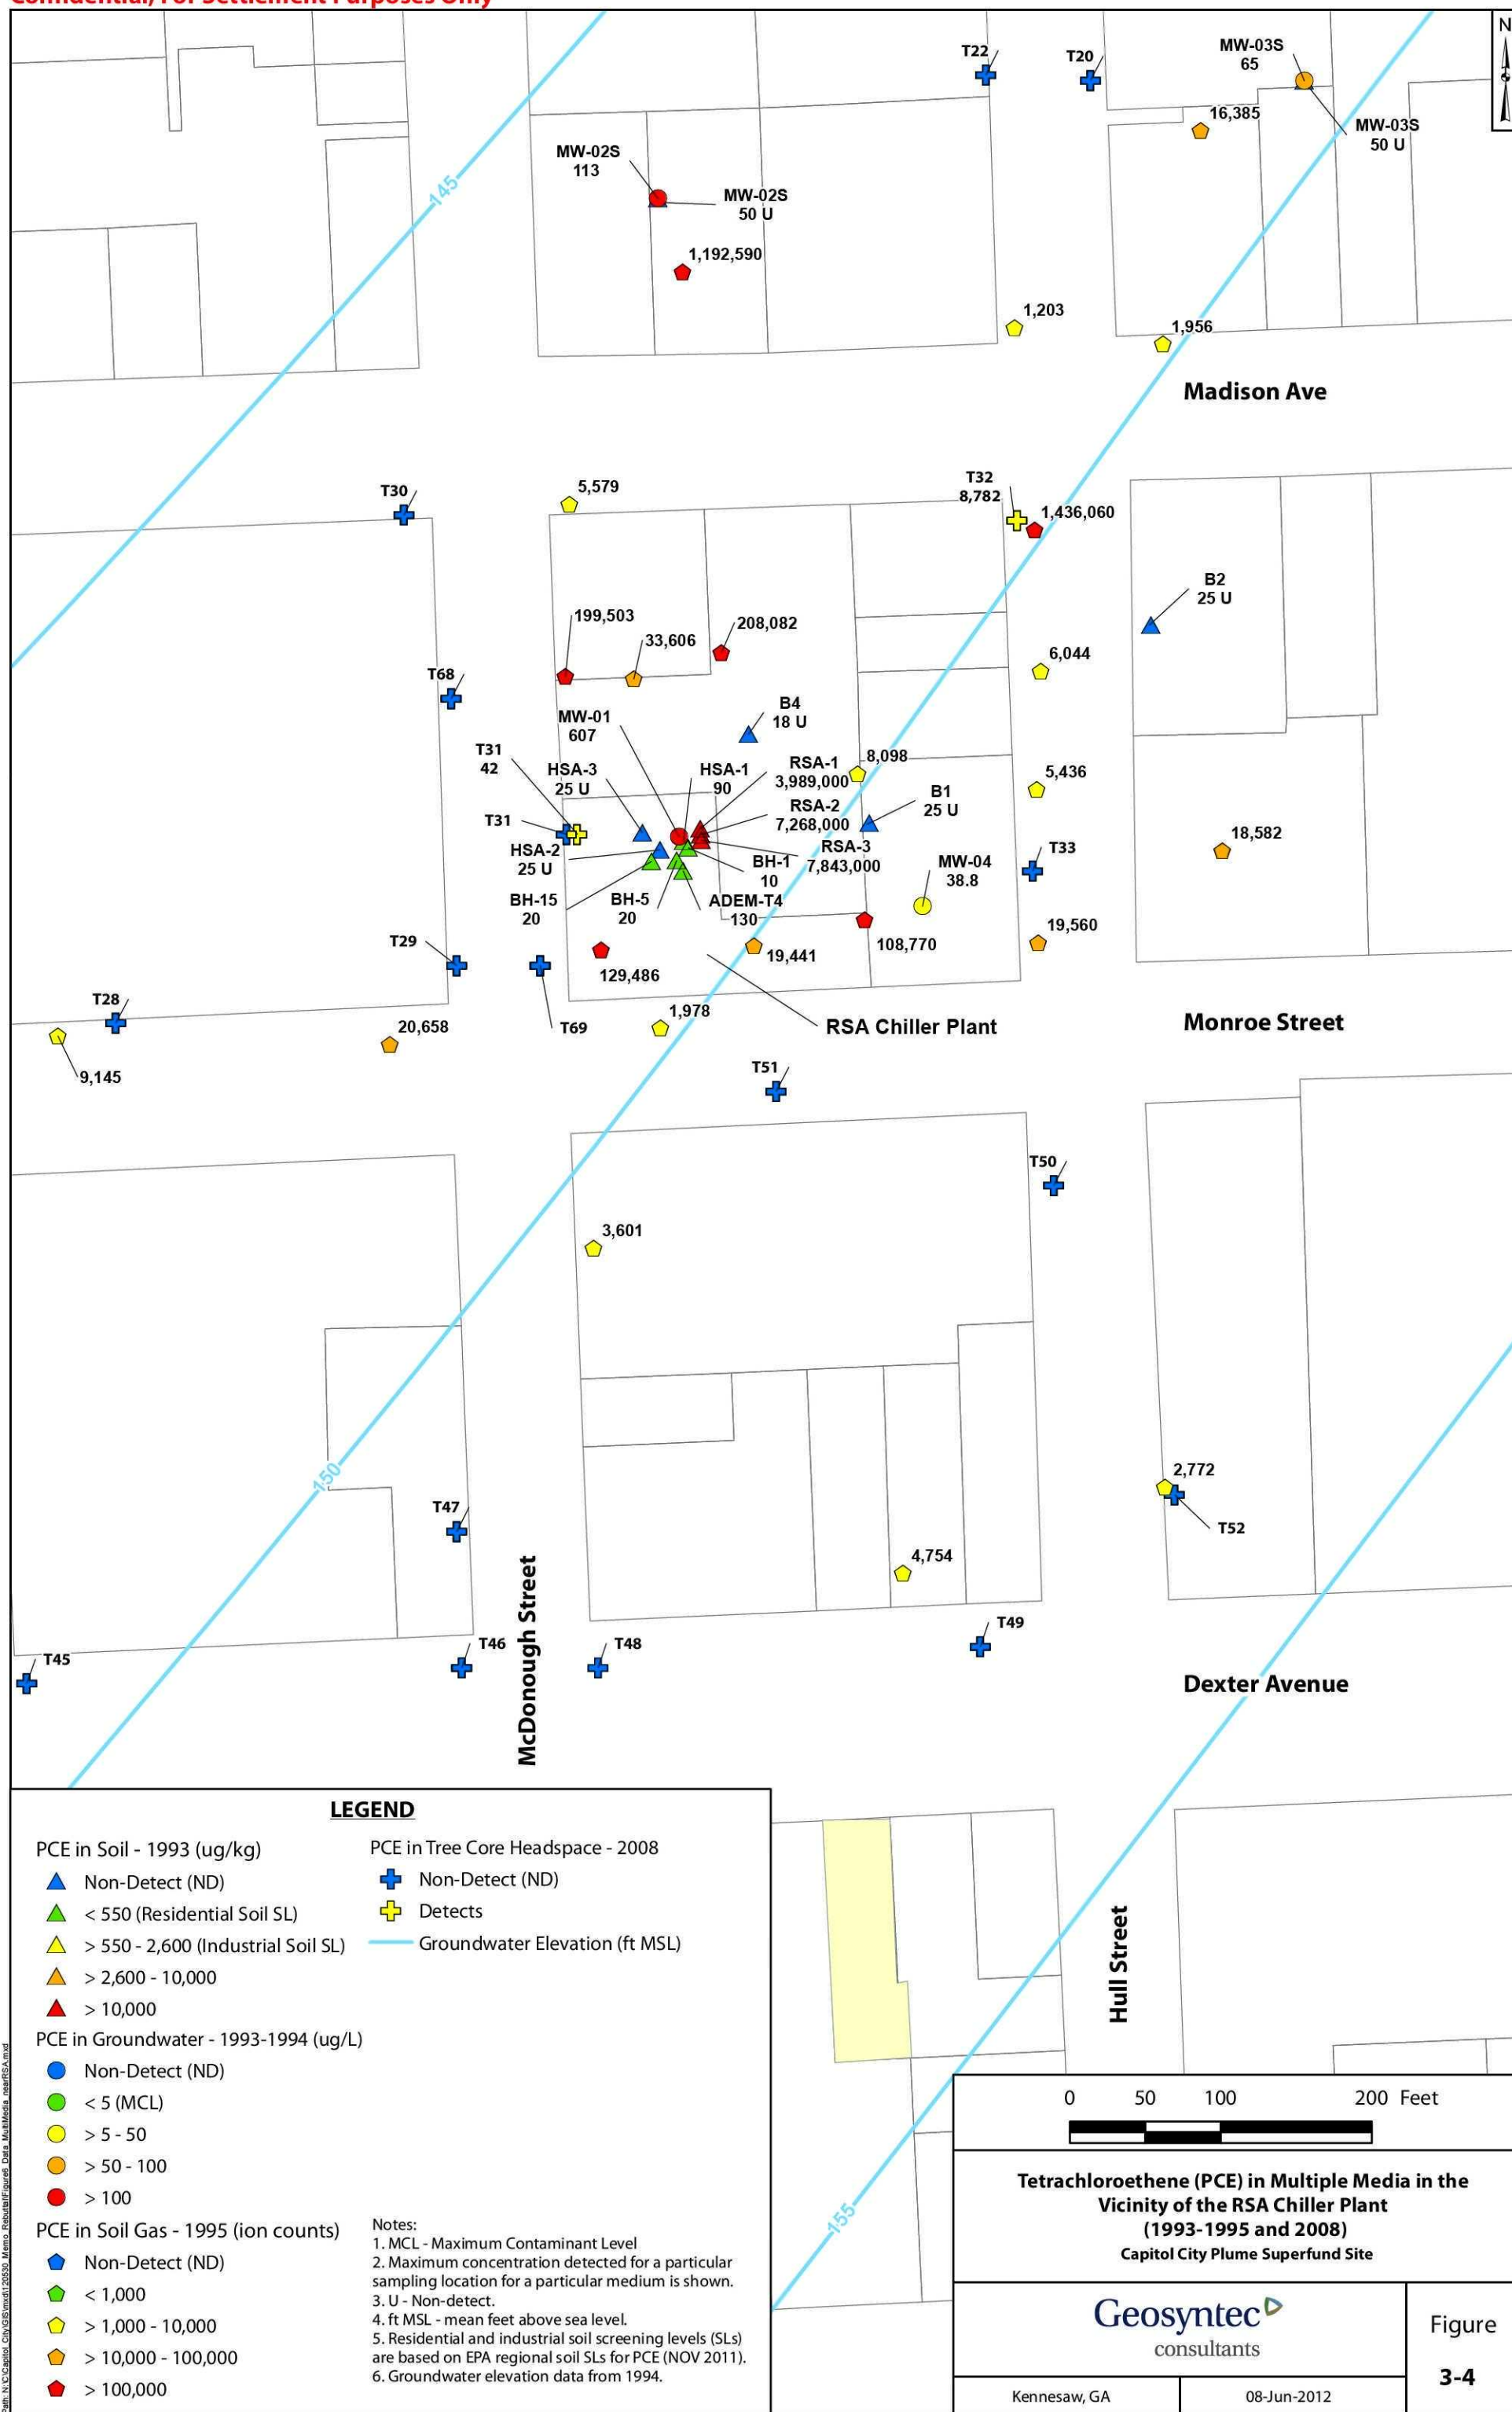 Confidential, For Settlement Purposes Only
N
T22
T20
MW-03S
65
16,385
MW-03S
50 U
MW-02S
113
MW-02S
50 U
145
1,192,590
1,203
1,956
Madison Ave
T30
5,579
T32
8,782
1,436,060
B2
25 U
199,503
33,606
208,082
6,044
T68
B4
18 U
MW-01
607
T31
42
HSA-3
25 U
HSA-1
90
RSA-1
3,989,000
8,098
5,436
B1
25 U
RSA-2
7,268,000
T31
HSA-2
25 U
RSA-3
7,843,000
BH-1
10
MW-04
38.8
T33
18,582
BH-15
20
BH-5
20
ADEM-T4
130
19,560
T29
129,486
19,441
108,770
T28
20,658
T69
1,978
RSA Chiller Plant
Monroe Street
9,145
T51
T50
3,601
150
2,772
T47
T52
4,754
McDonough Street
T45
T46
T48
T49
Dexter Avenue
Hull Street
155
LEGEND
PCE in Soil - 1993 (ug/kg)
Non-Detect (ND)
< 550 (Residential Soil SL)
> 550 - 2,600 (Industrial Soil SL)
> 2,600 - 10,000
> 10,000
PCE in Groundwater - 1993-1994 (ug/L)
Non-Detect (ND)
< 5 (MCL)
> 5 - 50
> 50 - 100
> 100
PCE in Soil Gas - 1995 (ion counts)
Non-Detect (ND)
< 1,000
> 1,000 - 10,000
> 10,000 - 100,000
> 100,000
PCE in Tree Core Headspace - 2008
Non-Detect (ND)
Detects
Groundwater Elevation (ft MSL)
Notes:
1. MCL - Maximum Contaminant Level
2. Maximum concentration detected for a particular
sampling location for a particular medium is shown.
3. U - Non-detect.
4. ft MSL - mean feet above sea level.
5. Residential and industrial soil screening levels (SLs)
are based on EPA regional soil SLs for PCE (NOV 2011).
6. Groundwater elevation data from 1994.
0 50 100 200 Feet
Tetrachloroethene (PCE) in Multiple Media in the
Vicinity of the RSA Chiller Plant
(1993-1995 and 2008)
Capitol City Plume Superfund Site
Geosyntec
consultants
Figure
3-4
Kennesaw, GA
08-Jun-2012